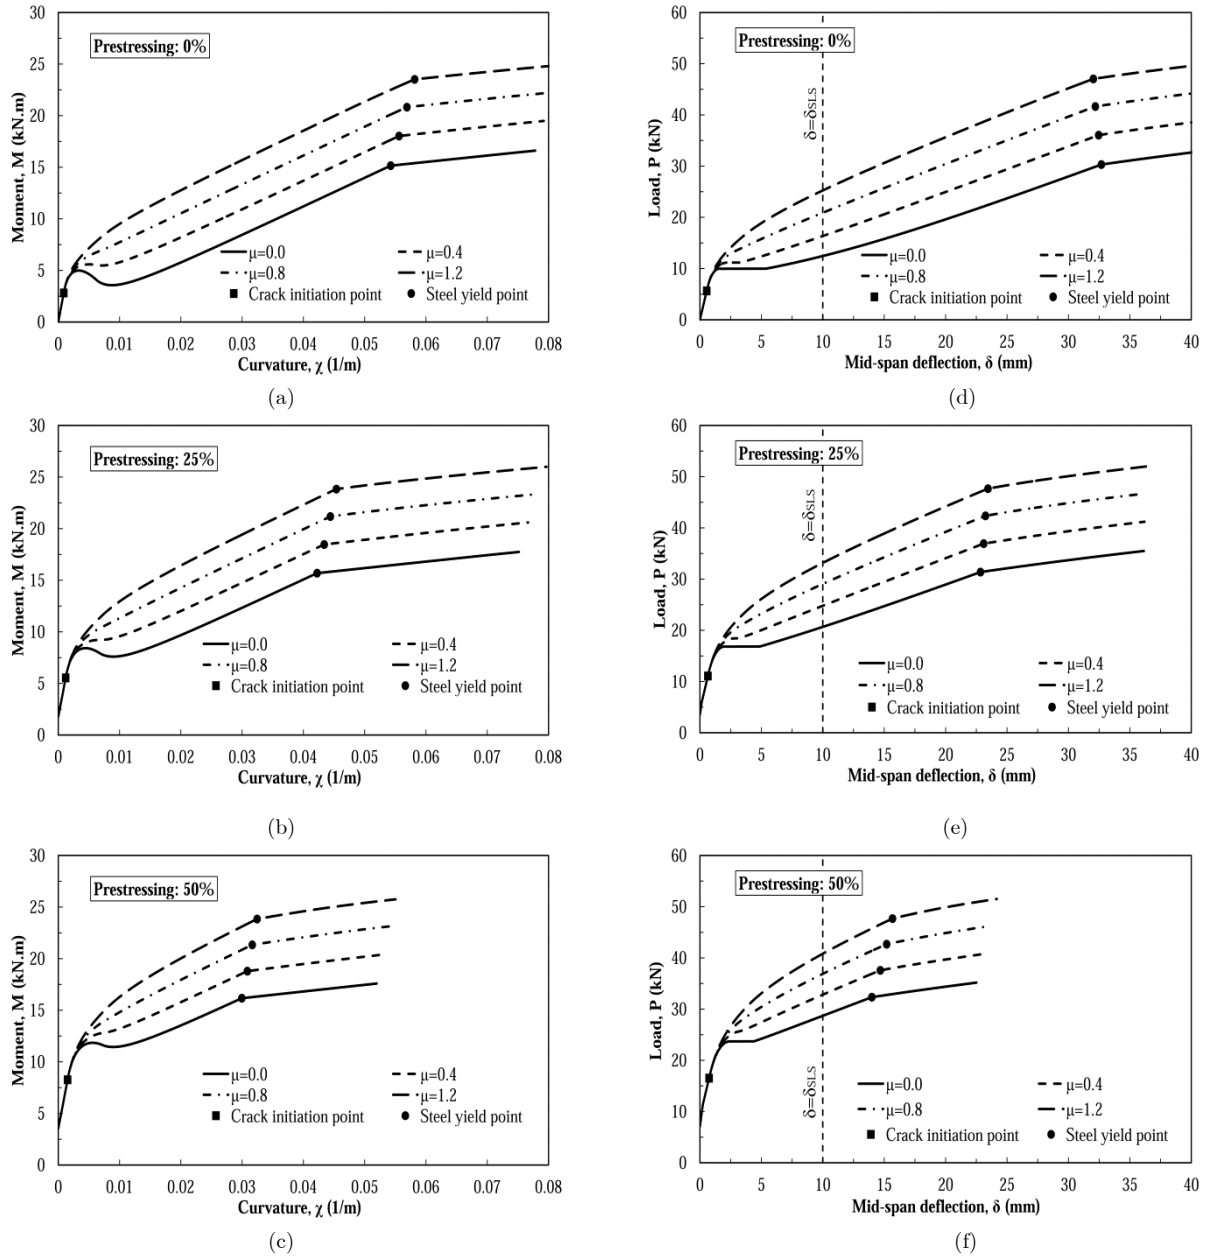 30
25
20
15
10
5
0
Moment, M (kN.m)
Prestressing: 0%
μ=0.0
μ=0.4
μ=0.8
μ=1.2
Crack initiation point
Steel yield point
0 0.01 0.02 0.03 0.04 0.05 0.06 0.07 0.08
Curvature, χ (1/m)
(a)
60
50
40
30
20
10
0
Load, P (kN)
Prestressing: 0%
δ=δSLS
μ=0.0
μ=0.4
μ=0.8
μ=1.2
Crack initiation point
Steel yield point
0 5 10 15 20 25 30 35 40
Mid-span deflection, δ (mm)
(d)
30
25
20
15
10
5
0
Moment, M (kN.m)
Prestressing: 25%
μ=0.0
μ=0.4
μ=0.8
μ=1.2
Crack initiation point
Steel yield point
0 0.01 0.02 0.03 0.04 0.05 0.06 0.07 0.08
Curvature, χ (1/m)
(b)
60
50
40
30
20
10
0
Load, P (kN)
Prestressing: 25%
δ=δSLS
μ=0.0
μ=0.4
μ=0.8
μ=1.2
Crack initiation point
Steel yield point
0 5 10 15 20 25 30 35 40
Mid-span deflection, δ (mm)
(e)
30
25
20
15
10
5
0
Moment, M (kN.m)
Prestressing: 50%
μ=0.0
μ=0.4
μ=0.8
μ=1.2
Crack initiation point
Steel yield point
0 0.01 0.02 0.03 0.04 0.05 0.06 0.07 0.08
Curvature, χ (1/m)
(c)
60
50
40
30
20
10
0
Load, P (kN)
Prestressing: 50%
δ=δSLS
μ=0.0
μ=0.4
μ=0.8
μ=1.2
Crack initiation point
Steel yield point
0 5 10 15 20 25 30 35 40
Mid-span deflection, δ (mm)
(f)